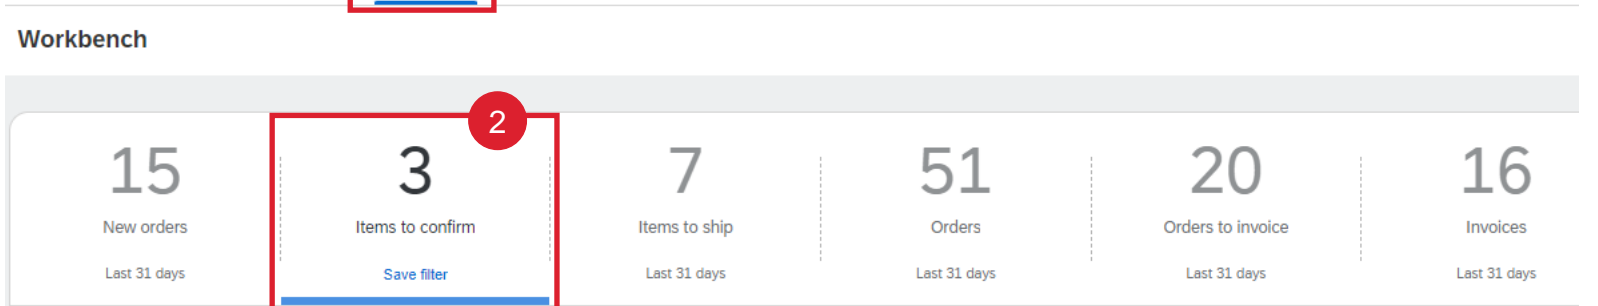 Workbench
2
15 3 7 51 20 16
New orders Items to confirm Items to ship Orders Orders to invoice Invoices
Last 31 days Save filter Last 31 days Last 31 days Last 31 days Last 31 days